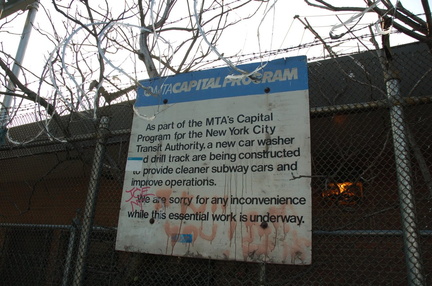 MTA CAPITAL PROGRAM
As part of the MTA's Capital
Program for the New York City
Transit Authority, a new car washer
d drill track are being constructed
to provide cleaner subway cars and
improve operations.
We are sorry for any inconvenience
while this essential work is underway.